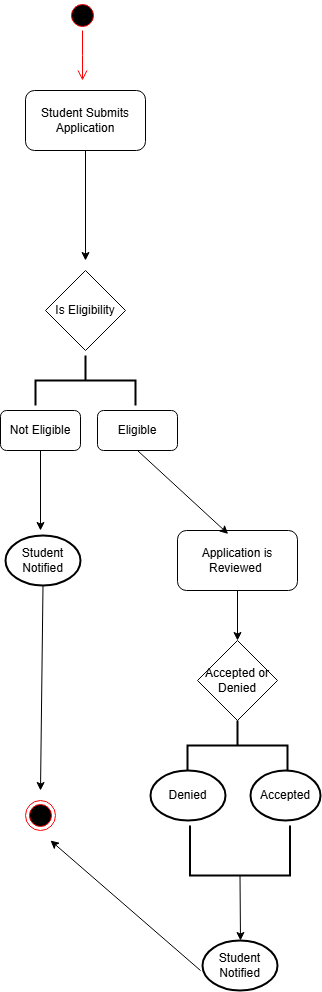 Student Submits
Application
Is Eligibility
Not Eligible
Eligible
Student
Notified
Application is
Reviewed
Accepted or
Denied
Denied
Accepted
Student
Notified